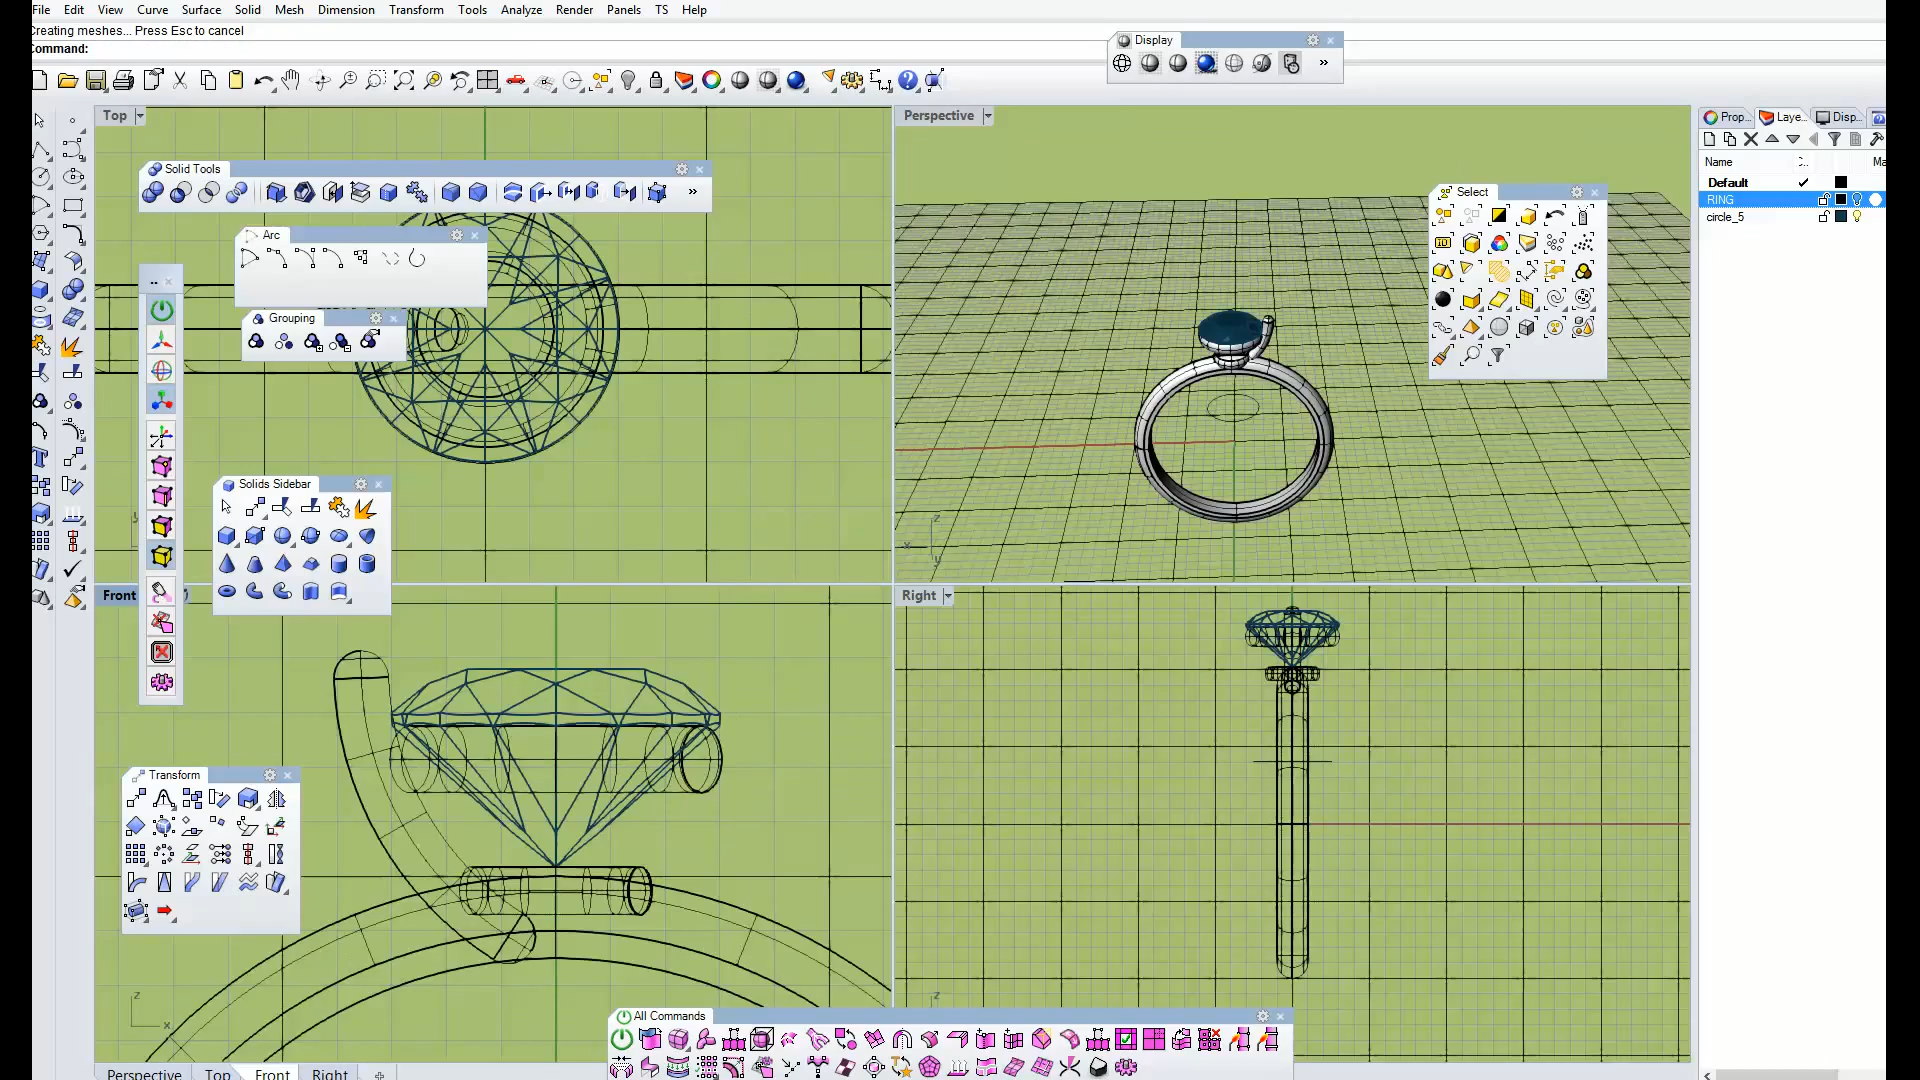 File Edit View Curve Surface Solid Mesh Dimension Transform Tools Analyze Render Panels TS Help
Creating meshes... Press Esc to cancel
Command:
Display
Top
Perspective
Prop... Laye... Disp...
Name
Default
RING
circle_5
Ma
Solid Tools
Select
Arc
Grouping
Solids Sidebar
Front
Right
Transform
All Commands
Perspective Top Front Right
z
x
z
y
x
z